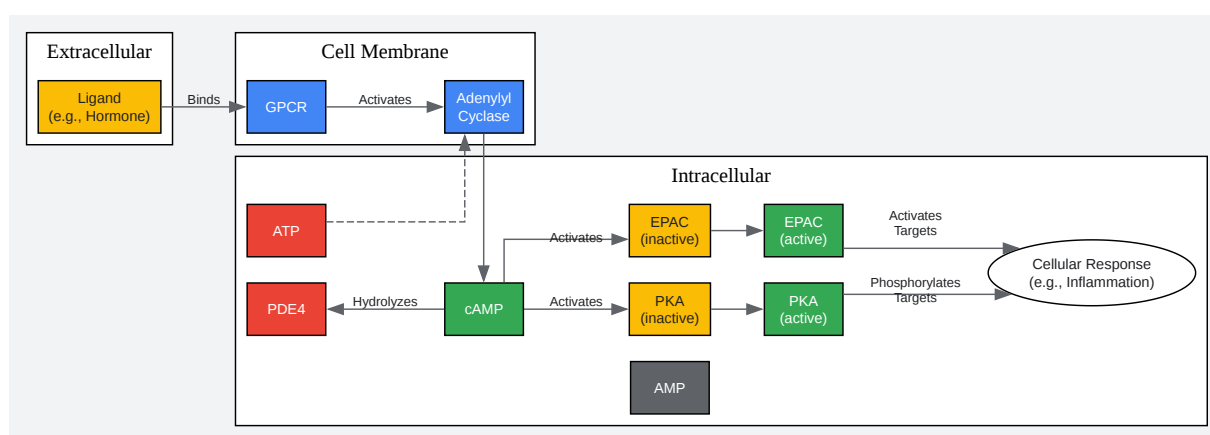 Extracellular
Cell Membrane
Ligand
(e.g., Hormone)
Binds
GPCR
Activates
Adenylyl
Cyclase
Intracellular
ATP
Activates
EPAC
(inactive)
EPAC
(active)
Activates
Targets
Cellular Response
(e.g., Inflammation)
PDE4
Hydrolyzes
cAMP
Activates
PKA
(inactive)
PKA
(active)
Phosphorylates
Targets
AMP